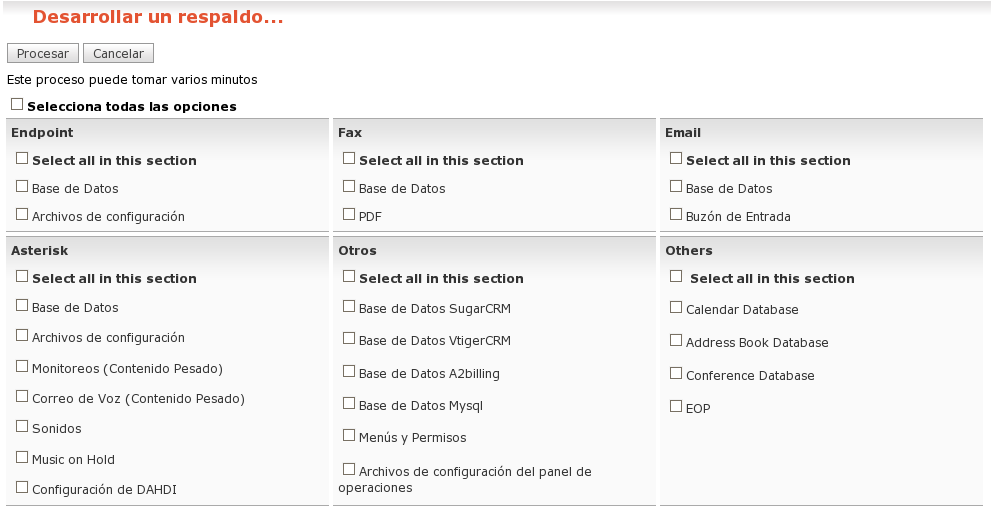 Desarrollar un respaldo...
Procesar Cancelar
Este proceso puede tomar varios minutos
Selecciona todas las opciones
Endpoint
Select all in this section
Base de Datos
Archivos de configuración
Fax
Select all in this section
Base de Datos
PDF
Email
Select all in this section
Base de Datos
Buzón de Entrada
Asterisk
Select all in this section
Base de Datos
Archivos de configuración
Monitoreos (Contenido Pesado)
Correo de Voz (Contenido Pesado)
Sonidos
Music on Hold
Configuración de DAHDI
Otros
Select all in this section
Base de Datos SugarCRM
Base de Datos VtigerCRM
Base de Datos A2billing
Base de Datos Mysql
Menús y Permisos
Archivos de configuración del panel de
operaciones
Others
Select all in this section
Calendar Database
Address Book Database
Conference Database
EOP